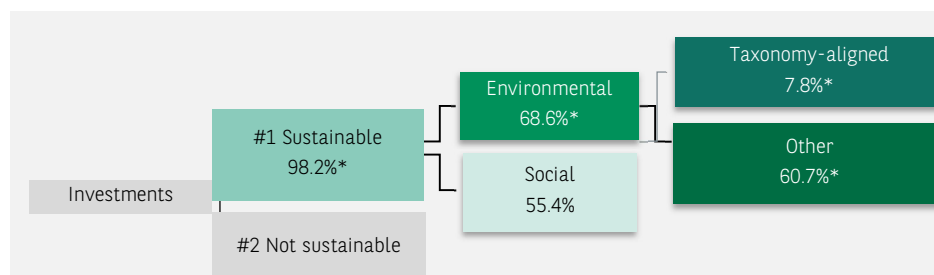 Investments
#1 Sustainable
98.2%*
#2 Not sustainable
Environmental
68.6%*
Social
55.4%
Taxonomy-aligned
7.8%*
Other
60.7%*